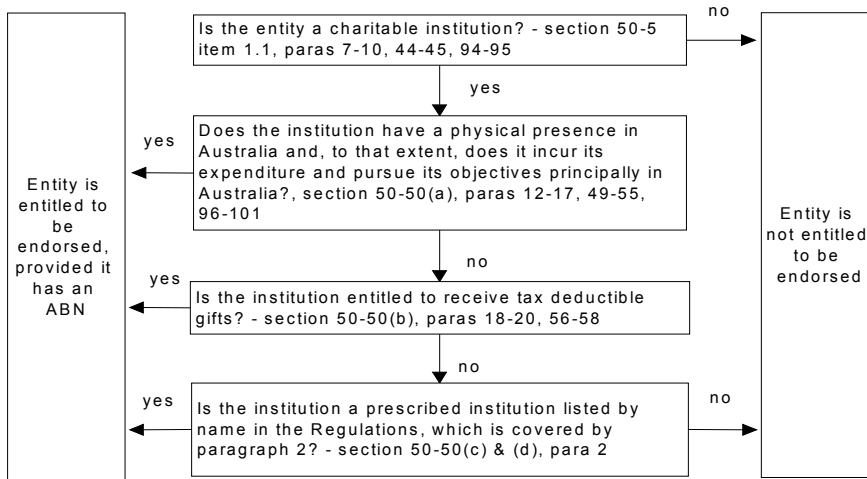 no
Is the entity a charitable institution? - section 50-5
item 1.1, paras 7-10, 44-45, 94-95
yes
yes
Does the institution have a physical presence in
Australia and, to that extent, does it incur its
expenditure and pursue its objectives principally in
Australia?, section 50-50(a), paras 12-17, 49-55,
96-101
Entity is
entitled to
be
endorsed,
provided it
has an
ABN
Entity is
not entitled
to be
endorsed
no
yes
Is the institution entitled to receive tax deductible
gifts? - section 50-50(b), paras 18-20, 56-58
no
yes
no
Is the institution a prescribed institution listed by
name in the Regulations, which is covered by
paragraph 2? - section 50-50(c) & (d), para 2